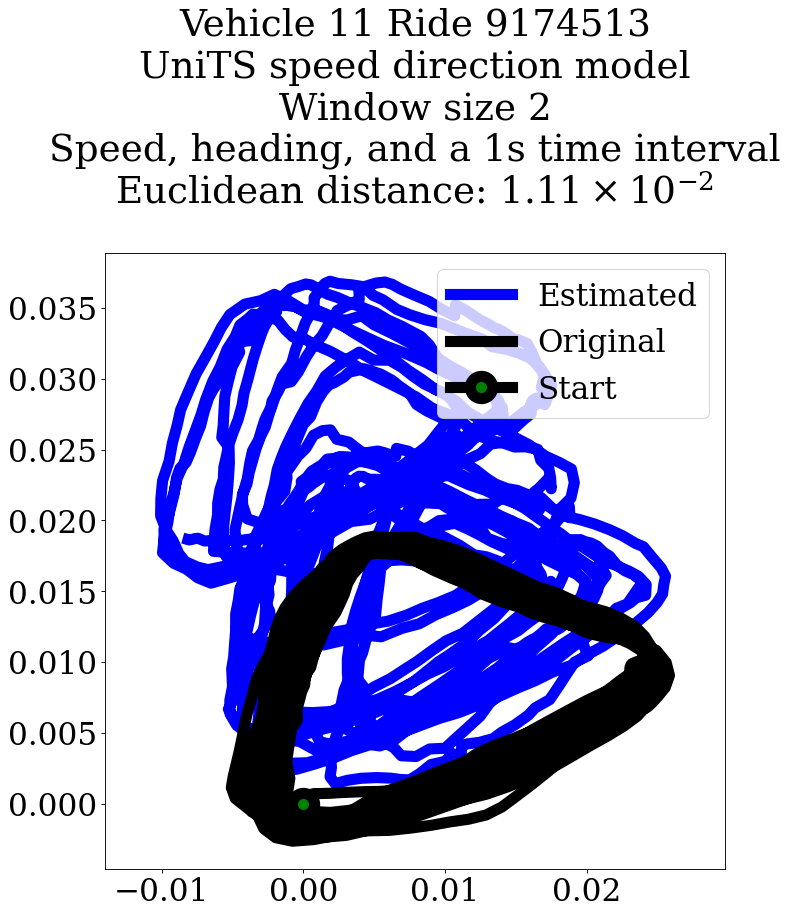 Vehicle 11 Ride 9174513
UniTS speed direction model
Window size 2
Speed, heading, and a 1s time interval
Euclidean distance: 1.11 × 10⁻²
Estimated
Original
Start
0.035
0.030
0.025
0.020
0.015
0.010
0.005
0.000
−0.01 0.00 0.01 0.02